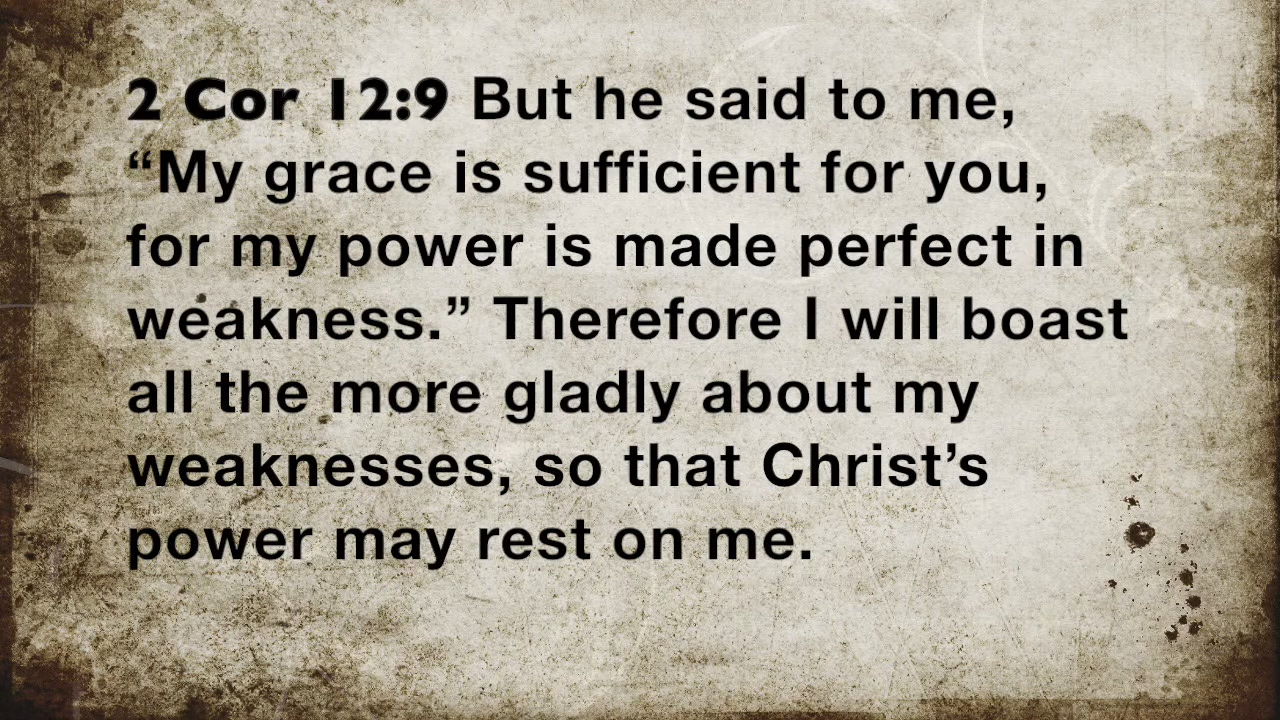 2 Cor 12:9 But he said to me,
“My grace is sufficient for you,
for my power is made perfect in
weakness.” Therefore I will boast
all the more gladly about my
weaknesses, so that Christ’s
power may rest on me.